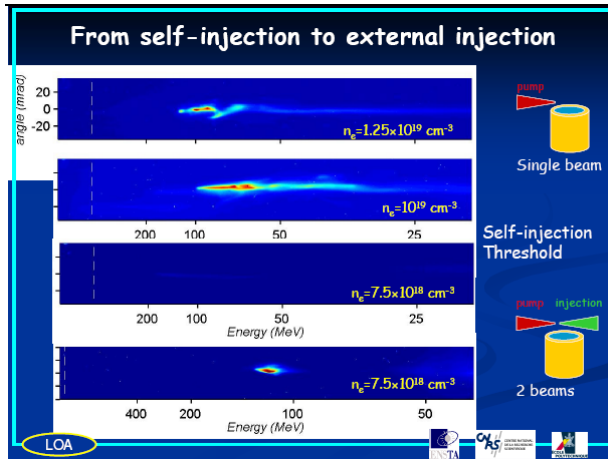 From self-injection to external injection
angle (mrad)
20
0
-20
nₑ=1.25×10¹⁹ cm⁻³
pump
Single beam
nₑ=10¹⁹ cm⁻³
200 100 50 25
Self-injection
Threshold
nₑ=7.5×10¹⁸ cm⁻³
200 100 50 25
Energy (MeV)
pump injection
nₑ=7.5×10¹⁸ cm⁻³
2 beams
400 200 100 50
Energy (MeV)
LOA
ENSTA
CNRS